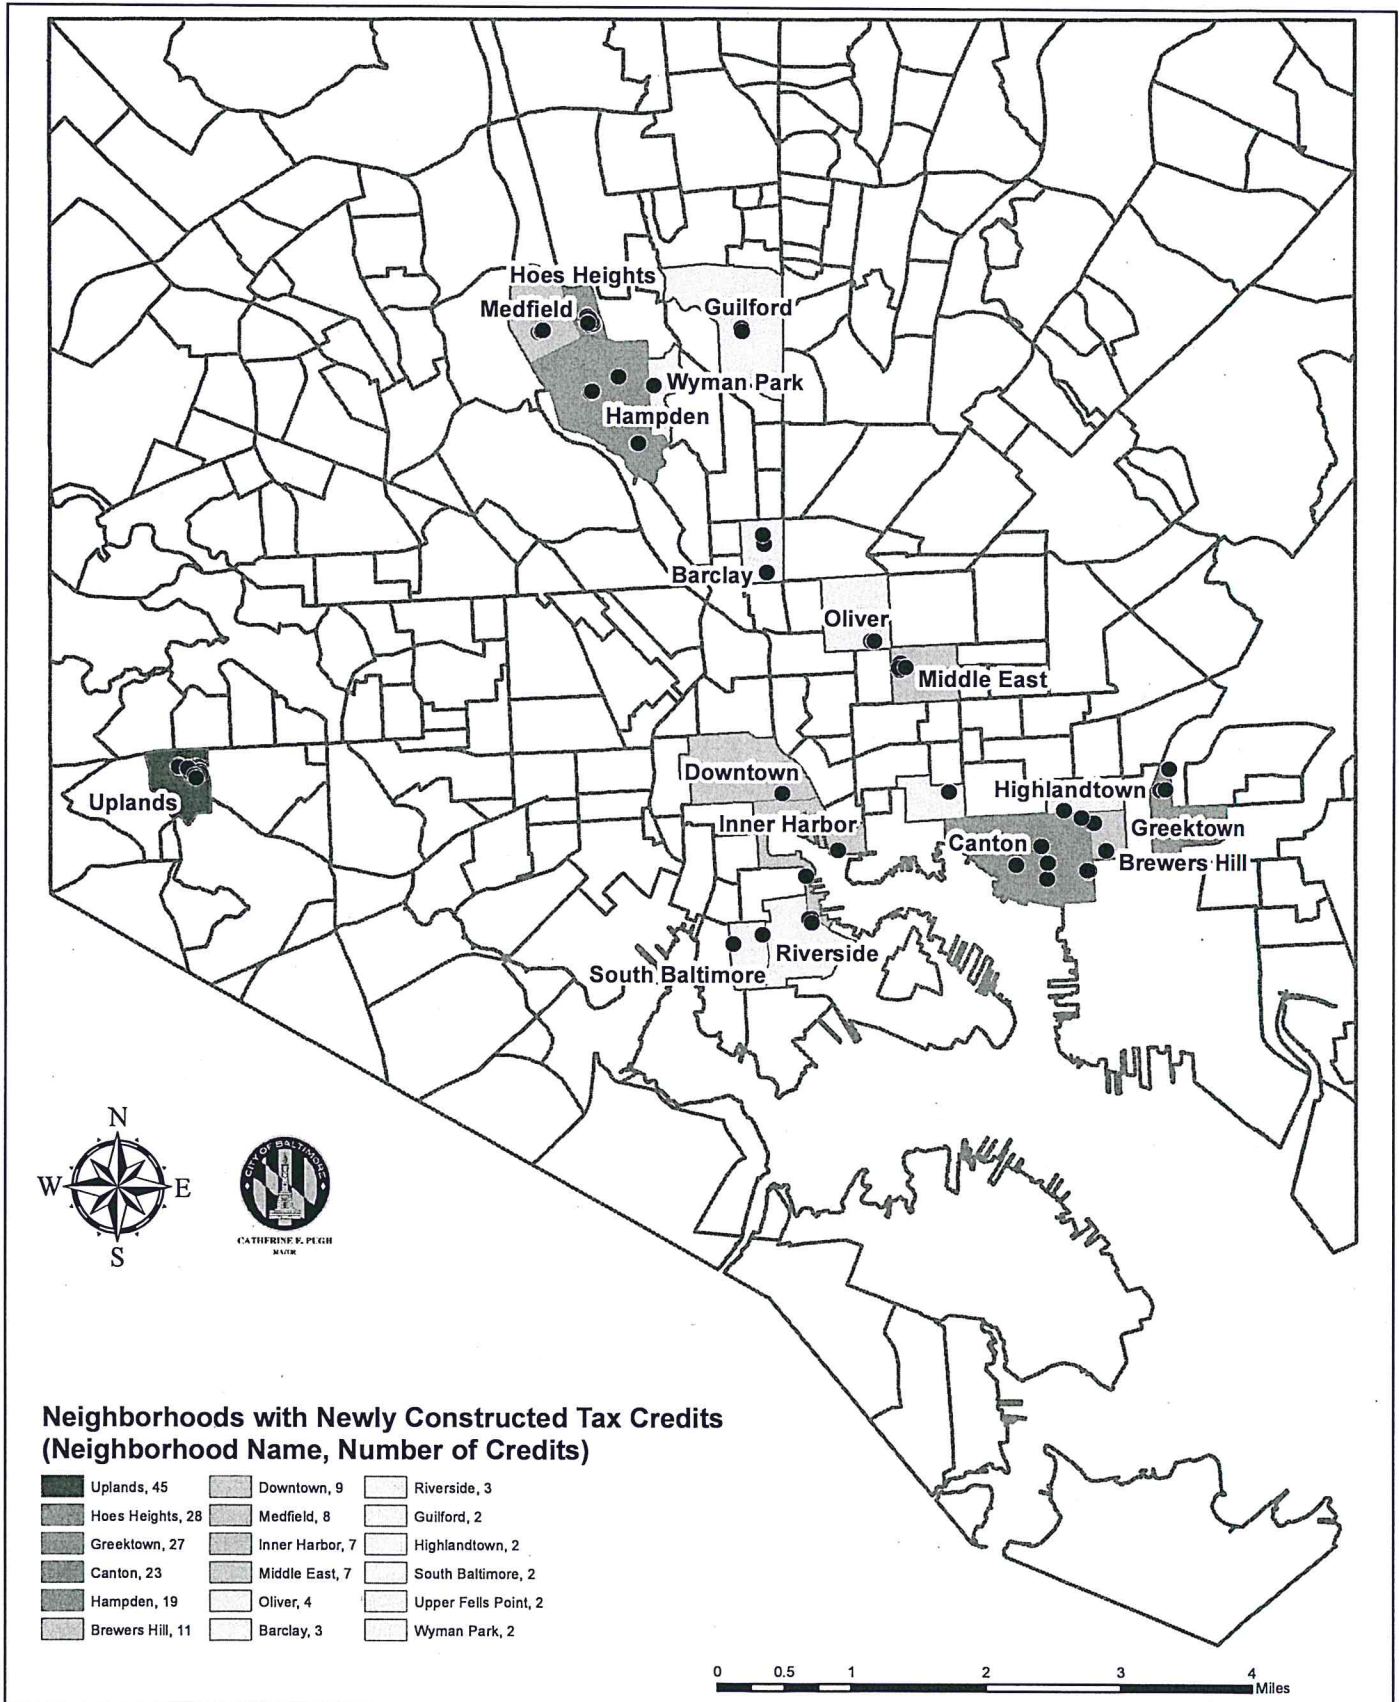 Hoes Heights
Medfield
Guilford
Wyman Park
Hampden
Barclay
Oliver
Middle East
Downtown
Highlandtown
Uplands
Inner Harbor
Canton
Greektown
Brewers Hill
Riverside
South Baltimore
N
W E
S
CITY OF BALTIMORE
CATHERINE E. PUGH
MAYOR
Neighborhoods with Newly Constructed Tax Credits
(Neighborhood Name, Number of Credits)
Uplands, 45
Hoes Heights, 28
Greektown, 27
Canton, 23
Hampden, 19
Brewers Hill, 11
Downtown, 9
Medfield, 8
Inner Harbor, 7
Middle East, 7
Oliver, 4
Barclay, 3
Riverside, 3
Guilford, 2
Highlandtown, 2
South Baltimore, 2
Upper Fells Point, 2
Wyman Park, 2
0 0.5 1 2 3 4
Miles